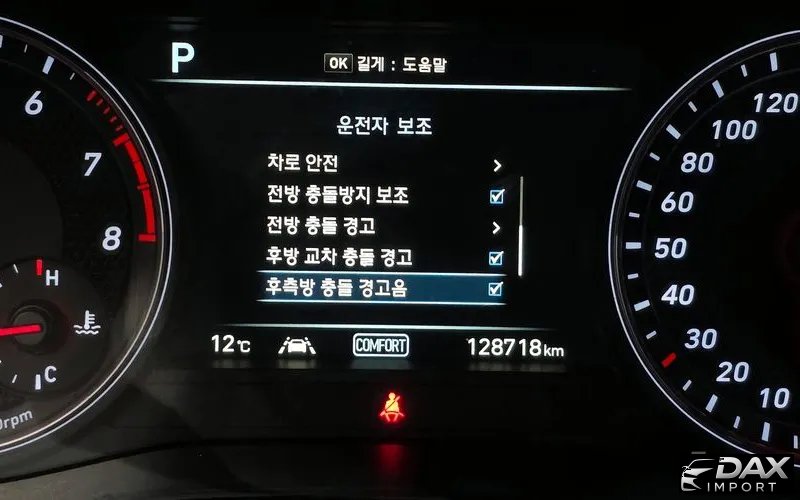 P
OK 길게 : 도움말
운전자 보조
차로 안전
전방 충돌방지 보조
전방 충돌 경고
후방 교차 충돌 경고
후측방 충돌 경고음
12℃ COMFORT 128718km
6
7
8
H
C
120
100
80
60
50
40
30
20
10
DAX
IMPORT